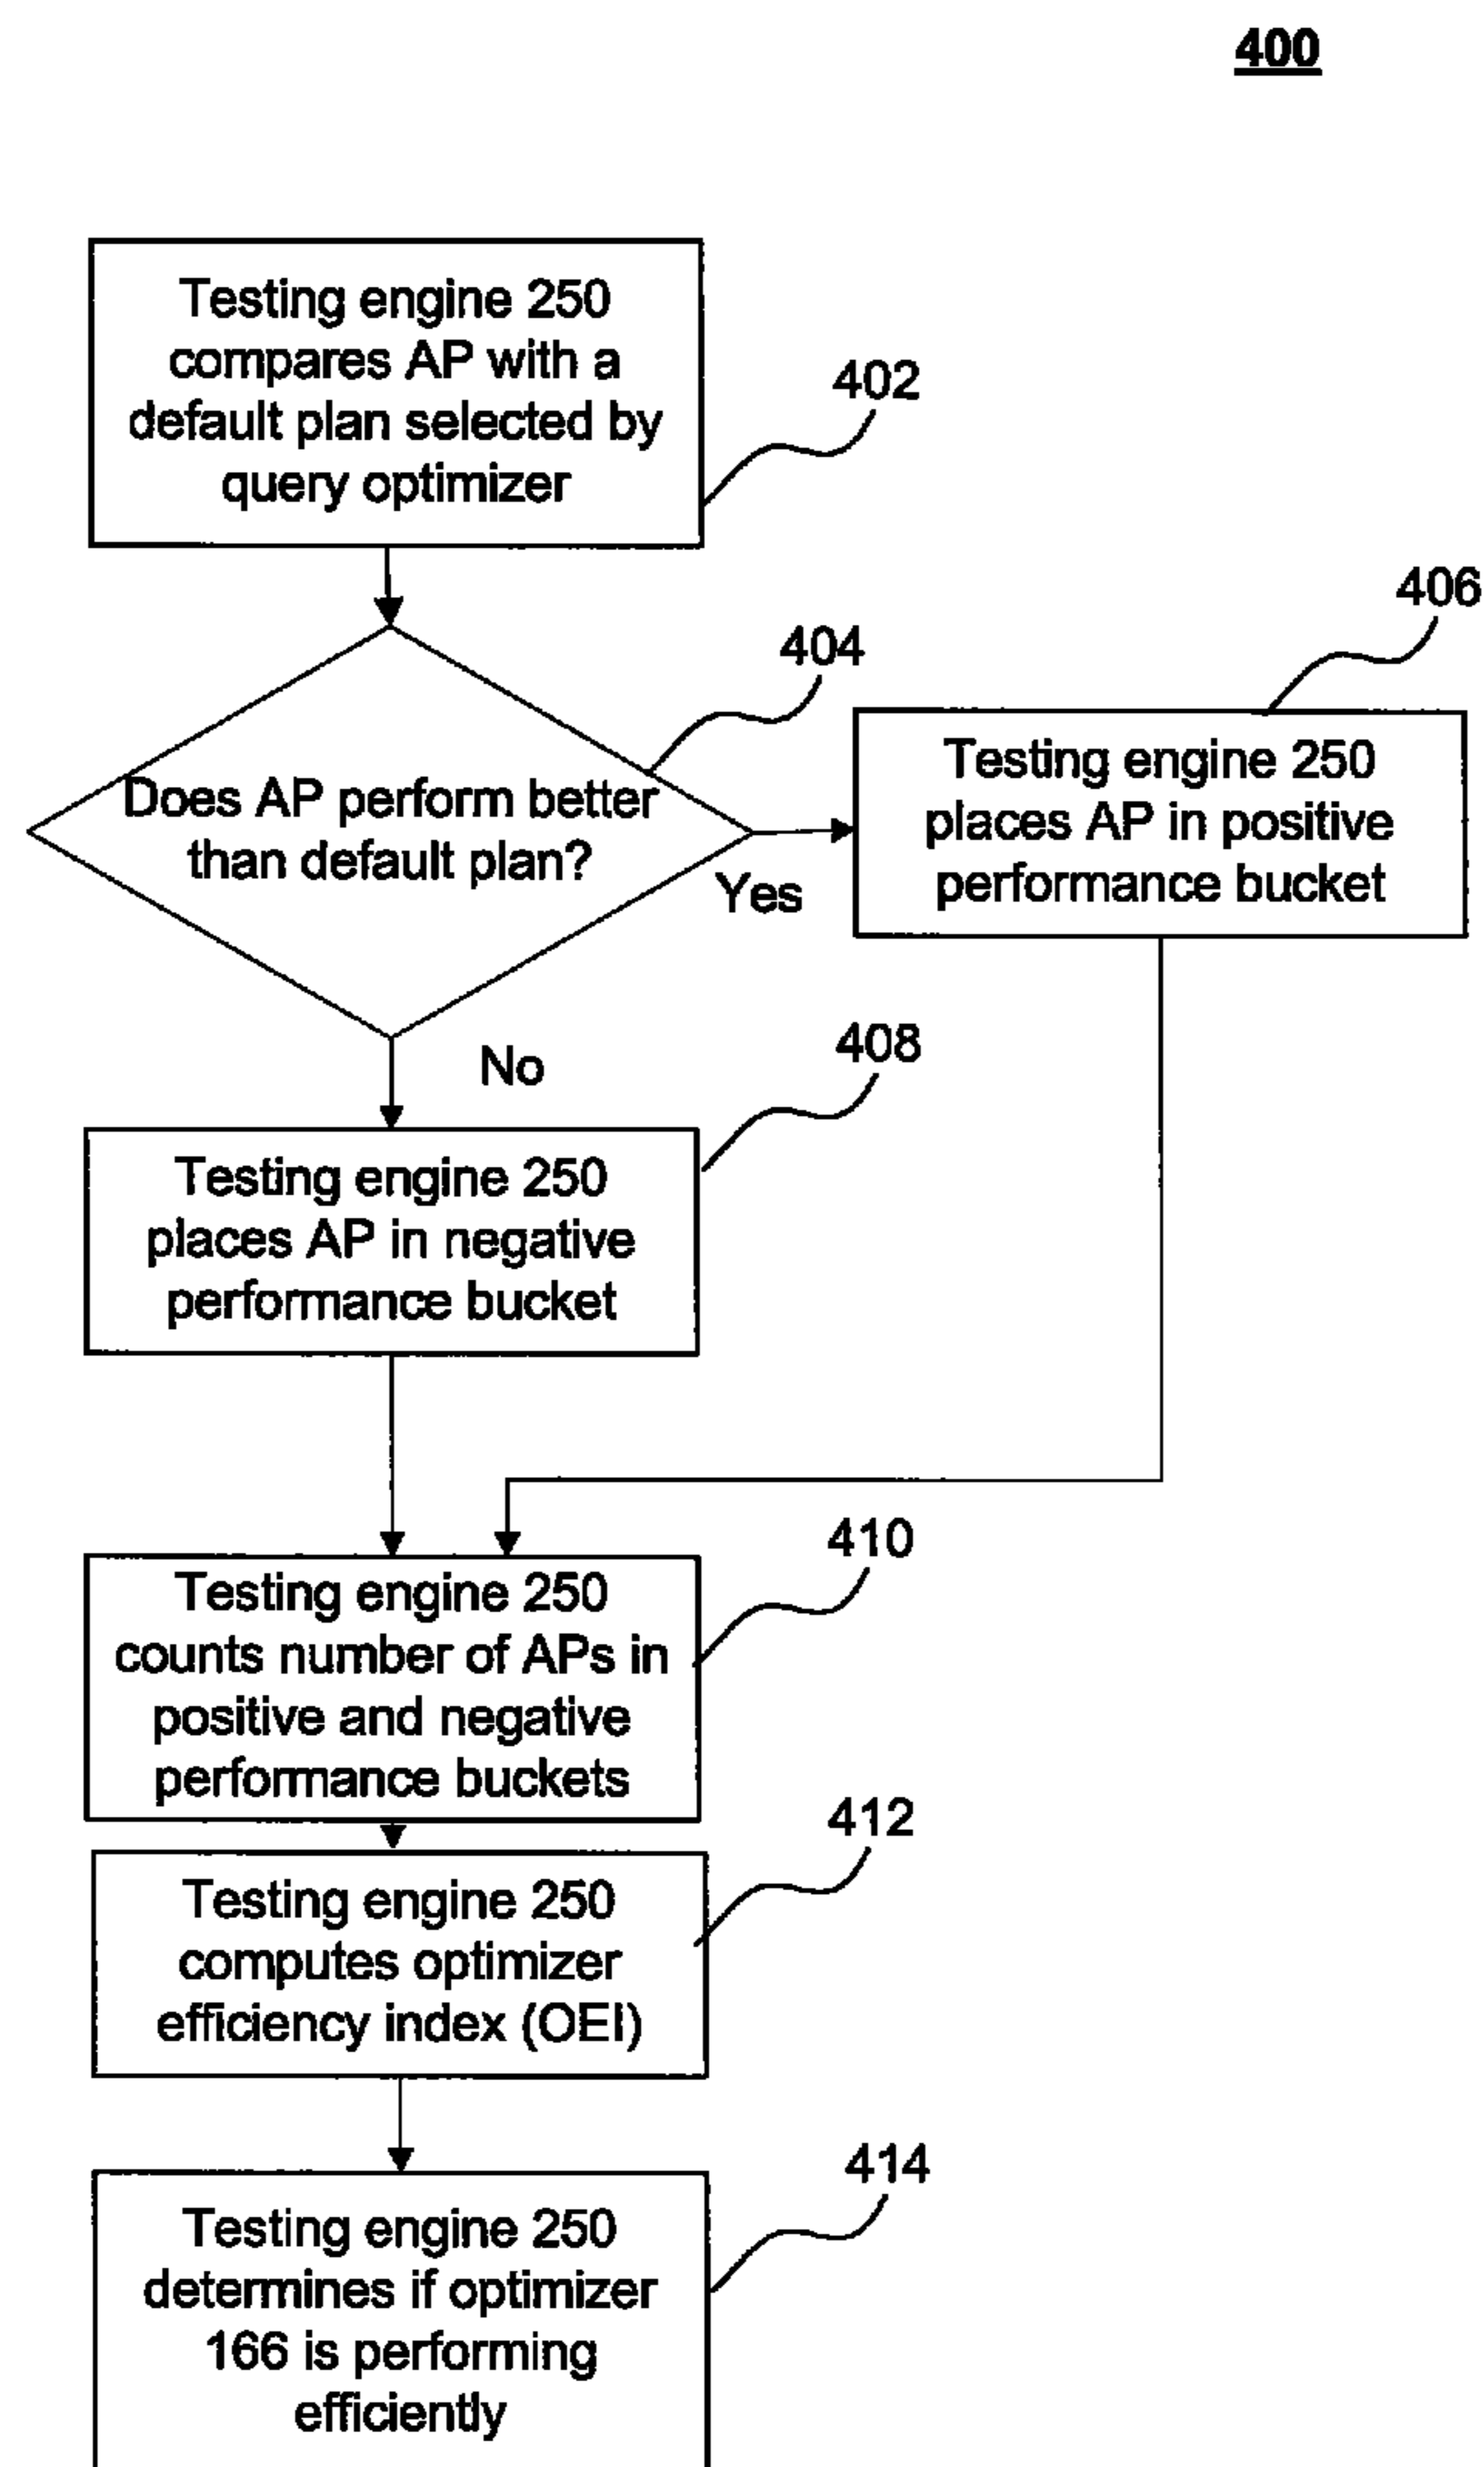 400
Testing engine 250
compares AP with a
default plan selected by
query optimizer
402
404
Does AP perform better
than default plan?
Yes
406
Testing engine 250
places AP in positive
performance bucket
No
408
Testing engine 250
places AP in negative
performance bucket
410
Testing engine 250
counts number of APs in
positive and negative
performance buckets
412
Testing engine 250
computes optimizer
efficiency index (OEI)
414
Testing engine 250
determines if optimizer
166 is performing
efficiently